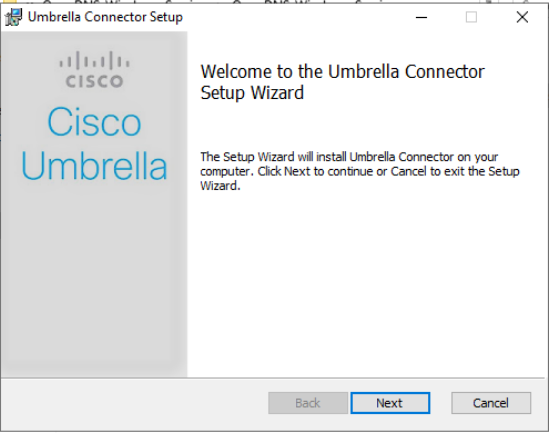 Umbrella Connector Setup
CISCO
Cisco
Umbrella
Welcome to the Umbrella Connector
Setup Wizard
The Setup Wizard will install Umbrella Connector on your
computer. Click Next to continue or Cancel to exit the Setup
Wizard.
Back
Next
Cancel